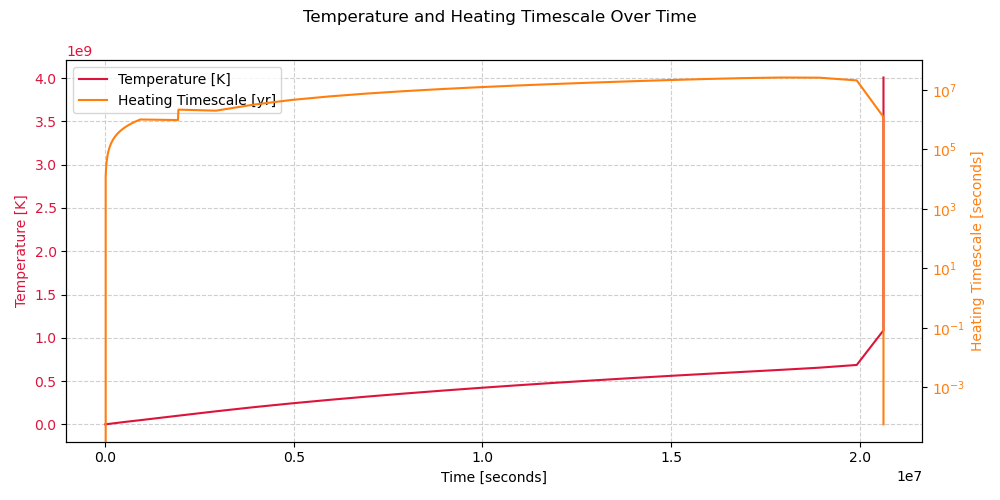 Temperature and Heating Timescale Over Time
1e9
Temperature [K]
Heating Timescale [yr]
4.0
3.5
3.0
2.5
2.0
1.5
1.0
0.5
0.0
Temperature [K]
10^7
10^5
10^3
10^1
10^−1
10^−3
Heating Timescale [seconds]
0.0 0.5 1.0 1.5 2.0
1e7
Time [seconds]